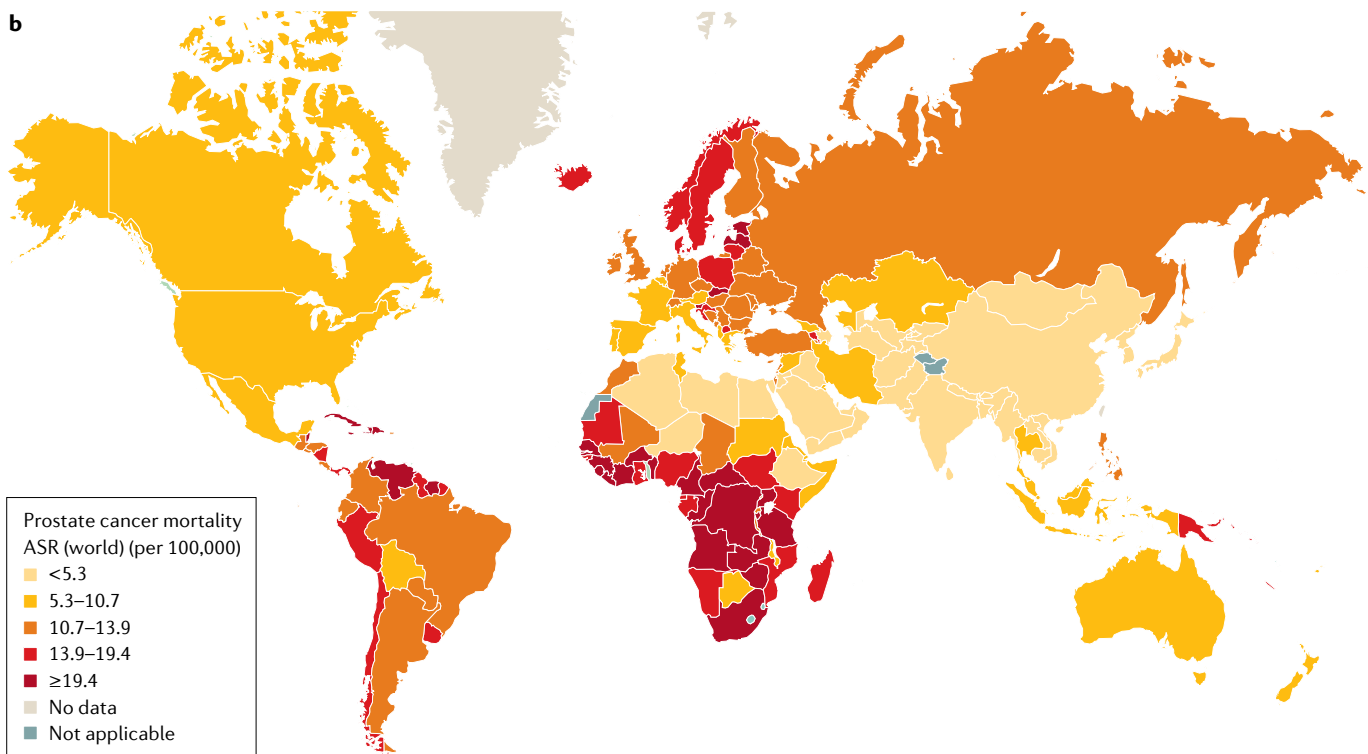 b
Prostate cancer mortality
ASR (world) (per 100,000)
<5.3
5.3–10.7
10.7–13.9
13.9–19.4
≥19.4
No data
Not applicable